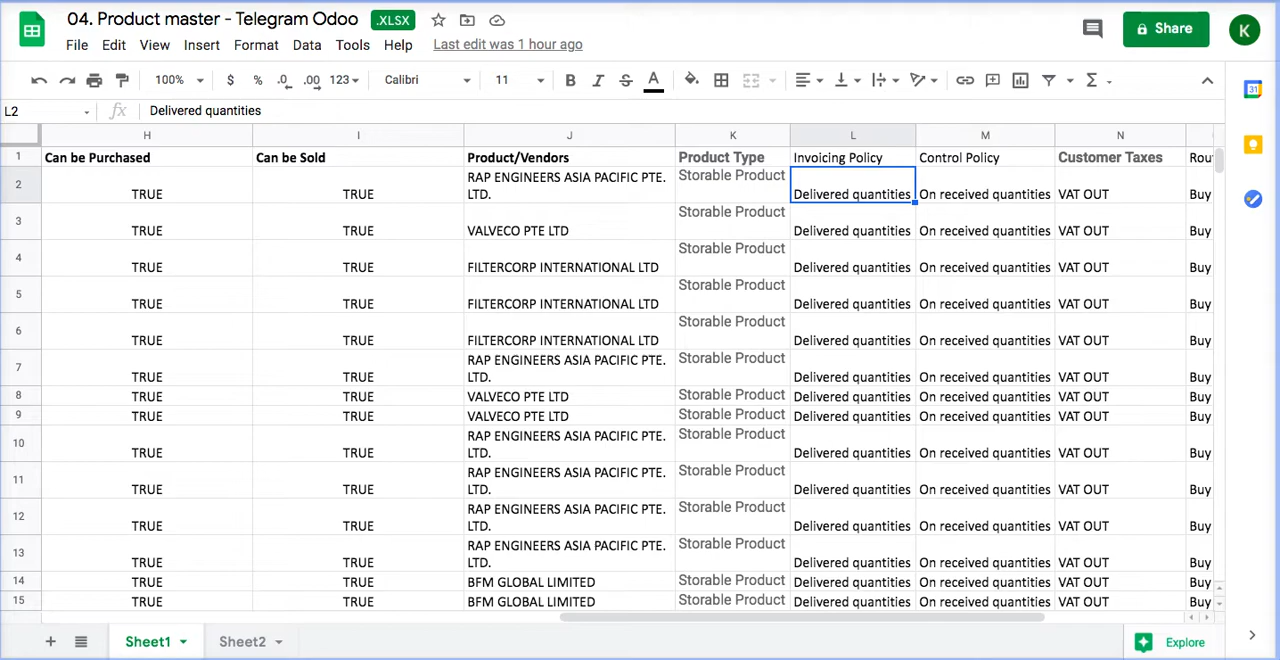 04. Product master - Telegram Odoo .XLSX
File Edit View Insert Format Data Tools Help Last edit was 1 hour ago
Share
K
100% $ % .0 .00 123 Calibri 11 B I S A
31
L2 fx Delivered quantities
H I J K L M N
1 Can be Purchased Can be Sold Product/Vendors Product Type Invoicing Policy Control Policy Customer Taxes Rou
2 TRUE TRUE RAP ENGINEERS ASIA PACIFIC PTE. LTD. Storable Product Delivered quantities On received quantities VAT OUT Buy
3 TRUE TRUE VALVECO PTE LTD Storable Product Delivered quantities On received quantities VAT OUT Buy
4 TRUE TRUE FILTERCORP INTERNATIONAL LTD Storable Product Delivered quantities On received quantities VAT OUT Buy
5 TRUE TRUE FILTERCORP INTERNATIONAL LTD Storable Product Delivered quantities On received quantities VAT OUT Buy
6 TRUE TRUE FILTERCORP INTERNATIONAL LTD Storable Product Delivered quantities On received quantities VAT OUT Buy
7 TRUE TRUE RAP ENGINEERS ASIA PACIFIC PTE. LTD. Storable Product Delivered quantities On received quantities VAT OUT Buy
8 TRUE TRUE VALVECO PTE LTD Storable Product Delivered quantities On received quantities VAT OUT Buy
9 TRUE TRUE VALVECO PTE LTD Storable Product Delivered quantities On received quantities VAT OUT Buy
10 TRUE TRUE RAP ENGINEERS ASIA PACIFIC PTE. LTD. Storable Product Delivered quantities On received quantities VAT OUT Buy
11 TRUE TRUE RAP ENGINEERS ASIA PACIFIC PTE. LTD. Storable Product Delivered quantities On received quantities VAT OUT Buy
12 TRUE TRUE RAP ENGINEERS ASIA PACIFIC PTE. LTD. Storable Product Delivered quantities On received quantities VAT OUT Buy
13 TRUE TRUE RAP ENGINEERS ASIA PACIFIC PTE. LTD. Storable Product Delivered quantities On received quantities VAT OUT Buy
14 TRUE TRUE BFM GLOBAL LIMITED Storable Product Delivered quantities On received quantities VAT OUT Buy
15 TRUE TRUE BFM GLOBAL LIMITED Storable Product Delivered quantities On received quantities VAT OUT Buy
Sheet1 Sheet2 Explore